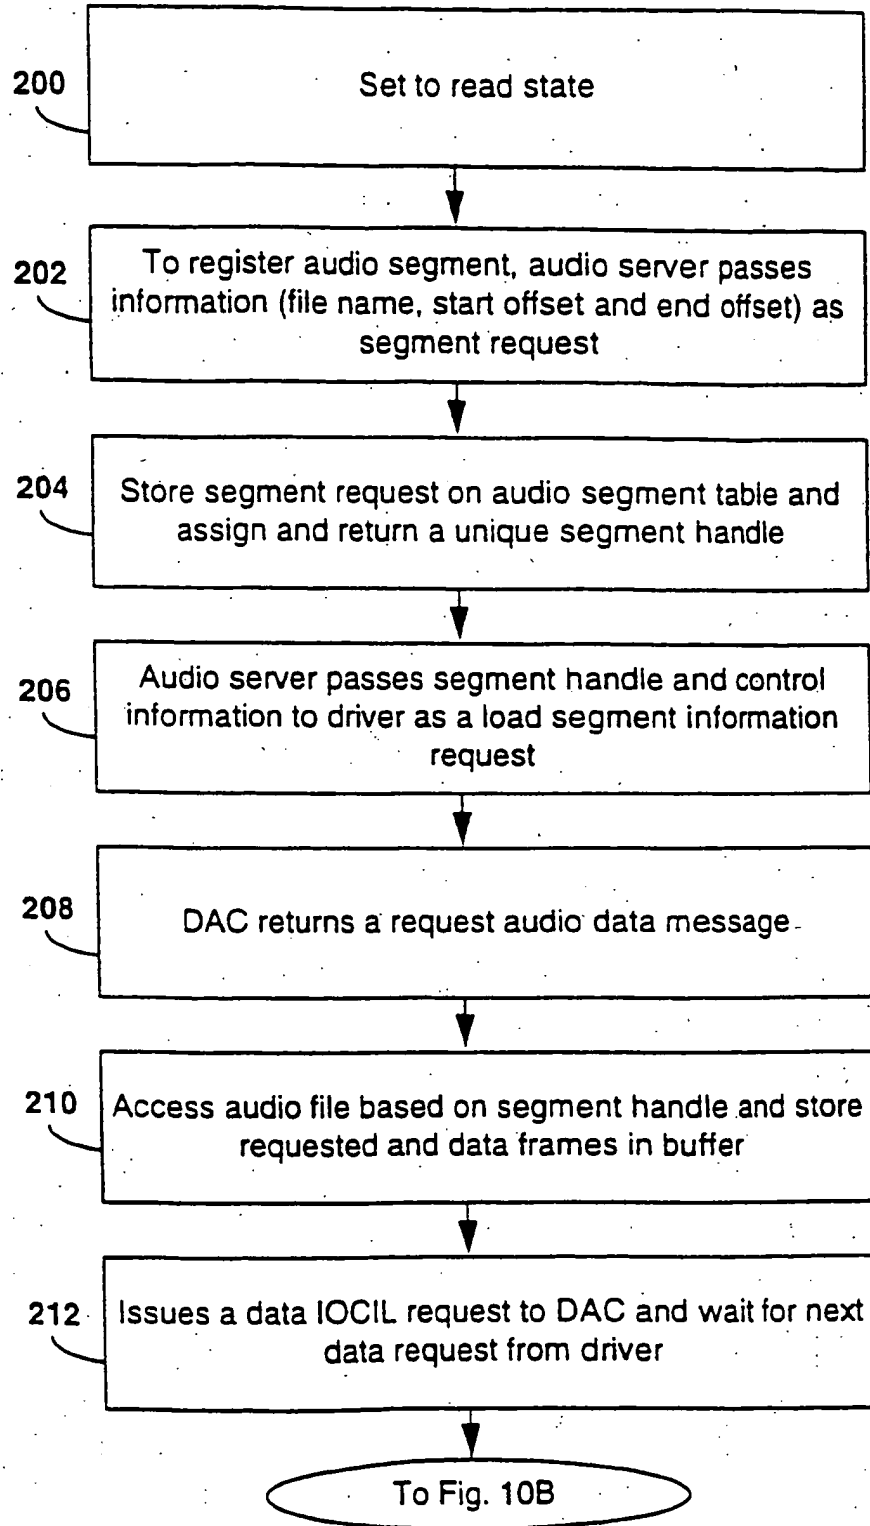 200
Set to read state
202
To register audio segment, audio server passes
information (file name, start offset and end offset) as
segment request
204
Store segment request on audio segment table and
assign and return a unique segment handle
206
Audio server passes segment handle and control
information to driver as a load segment information
request
208
DAC returns a request audio data message
210
Access audio file based on segment handle and store
requested and data frames in buffer
212
Issues a data IOCIL request to DAC and wait for next
data request from driver
To Fig. 10B